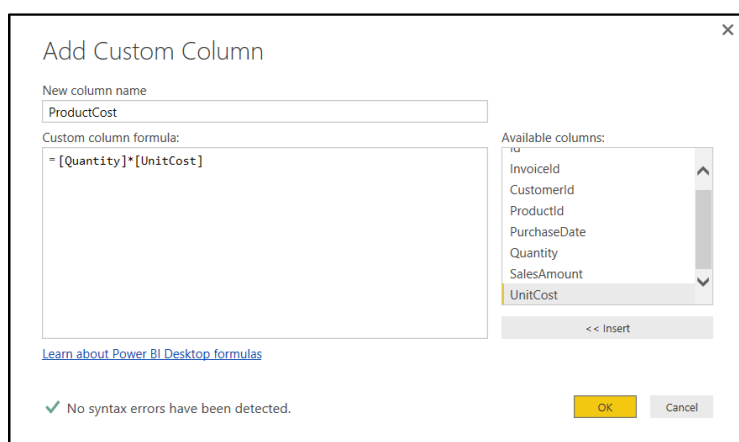 Add Custom Column
New column name
ProductCost
Custom column formula:
= [Quantity]*[UnitCost]
Available columns:
InvoiceId
CustomerId
ProductId
PurchaseDate
Quantity
SalesAmount
UnitCost
<< Insert
Learn about Power BI Desktop formulas
No syntax errors have been detected.
OK
Cancel